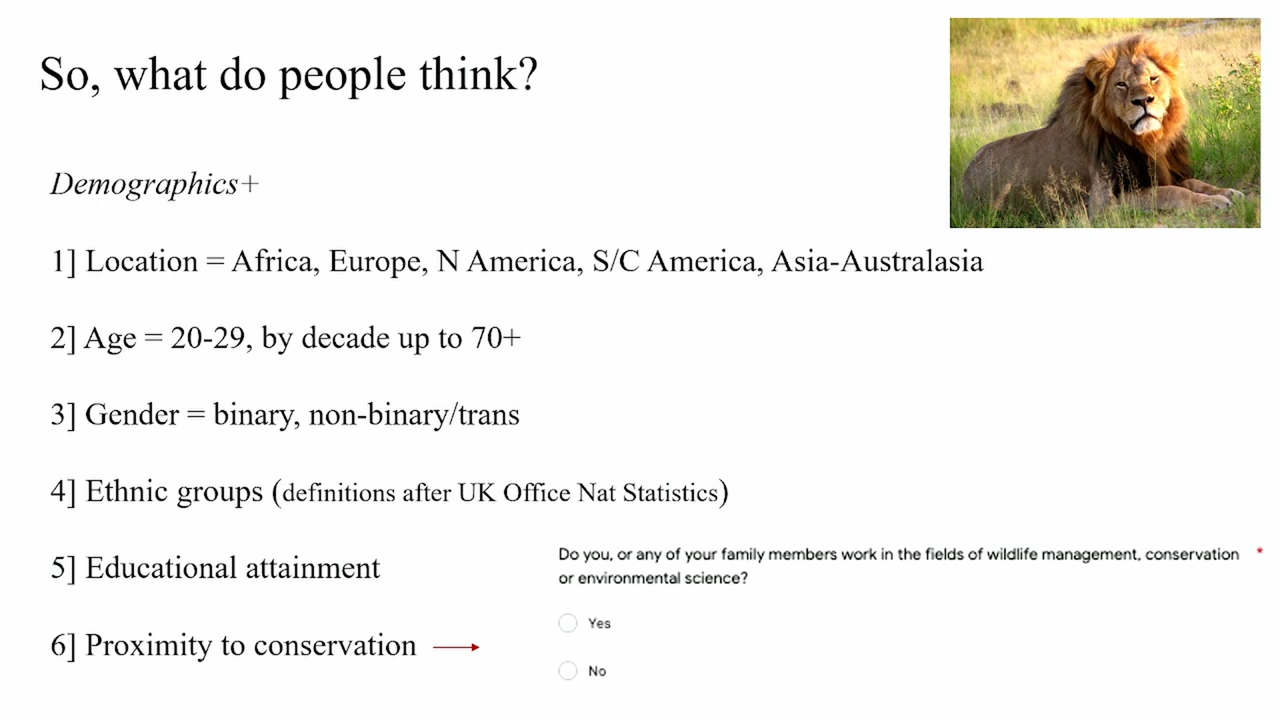 So, what do people think?
Demographics+
1] Location = Africa, Europe, N America, S/C America, Asia-Australasia
2] Age = 20-29, by decade up to 70+
3] Gender = binary, non-binary/trans
4] Ethnic groups (definitions after UK Office Nat Statistics)
5] Educational attainment
6] Proximity to conservation
Do you, or any of your family members work in the fields of wildlife management, conservation *
or environmental science?
Yes
No